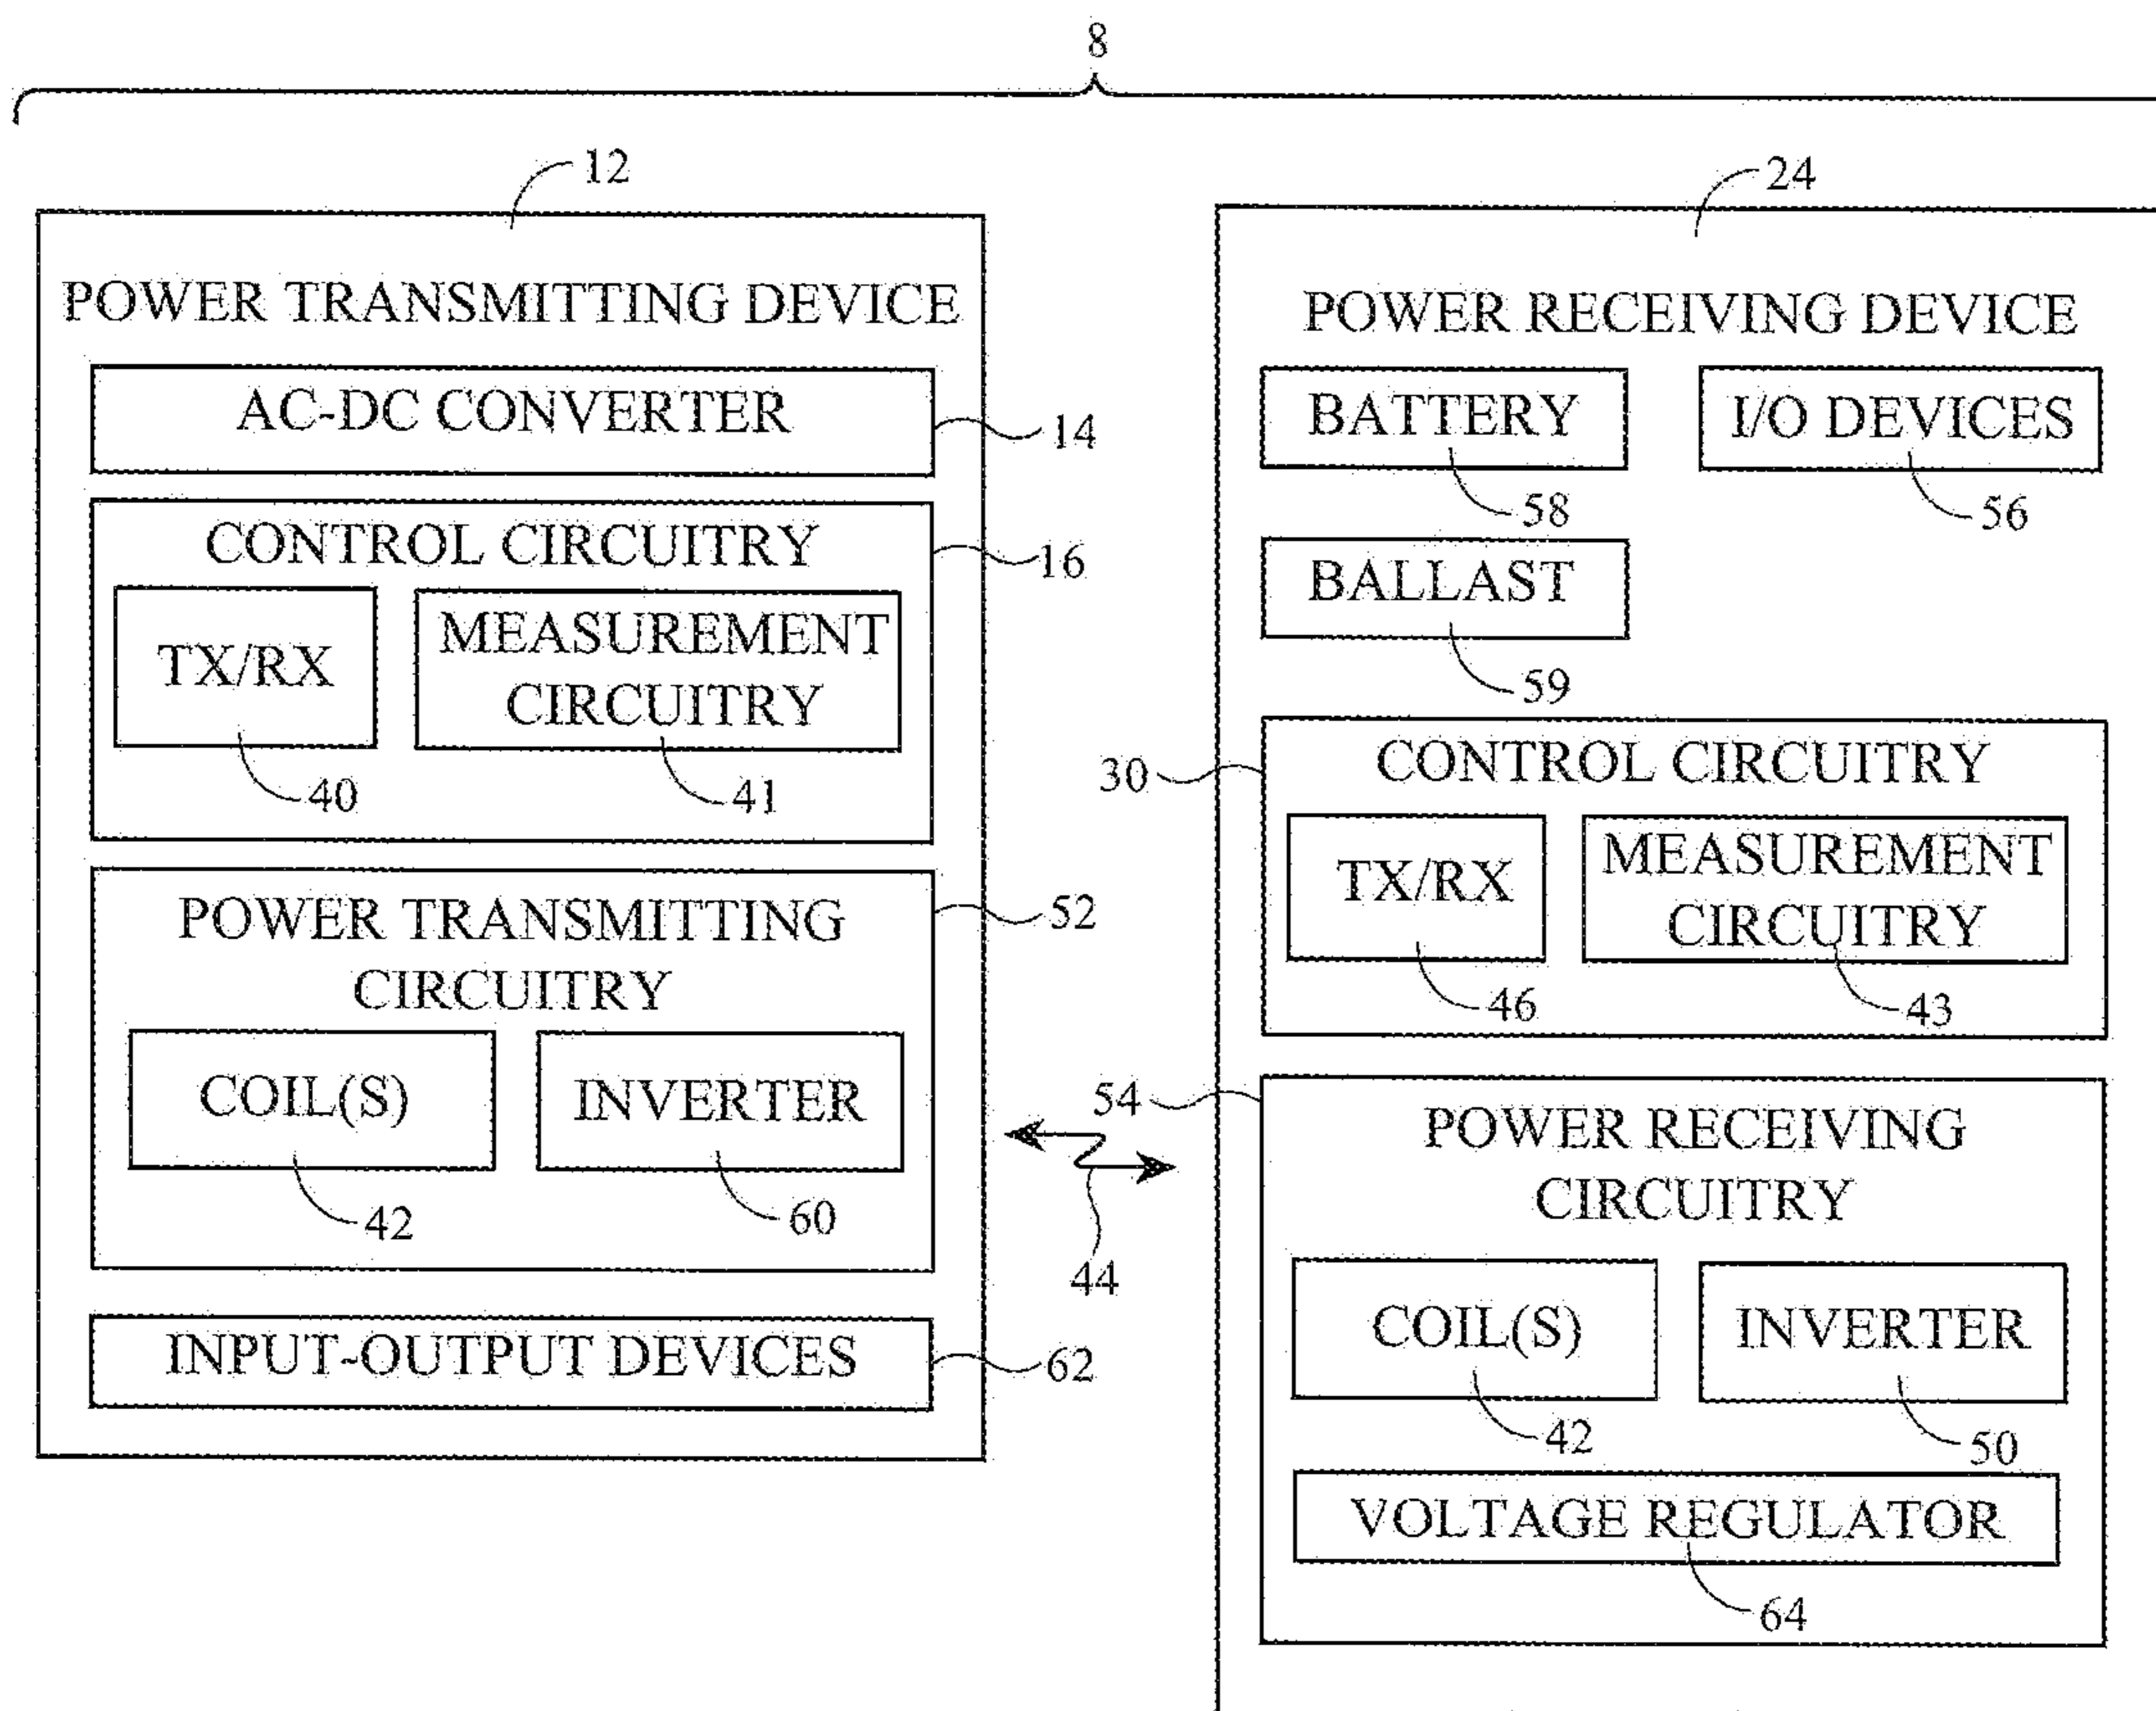 8
12
POWER TRANSMITTING DEVICE
AC-DC CONVERTER
14
CONTROL CIRCUITRY
16
TX/RX
MEASUREMENT
CIRCUITRY
40
41
POWER TRANSMITTING
CIRCUITRY
52
COIL(S)
INVERTER
42
60
INPUT-OUTPUT DEVICES
62
44
24
POWER RECEIVING DEVICE
BATTERY
I/O DEVICES
58
56
BALLAST
59
30
CONTROL CIRCUITRY
TX/RX
MEASUREMENT
CIRCUITRY
46
43
54
POWER RECEIVING
CIRCUITRY
COIL(S)
INVERTER
42
50
VOLTAGE REGULATOR
64